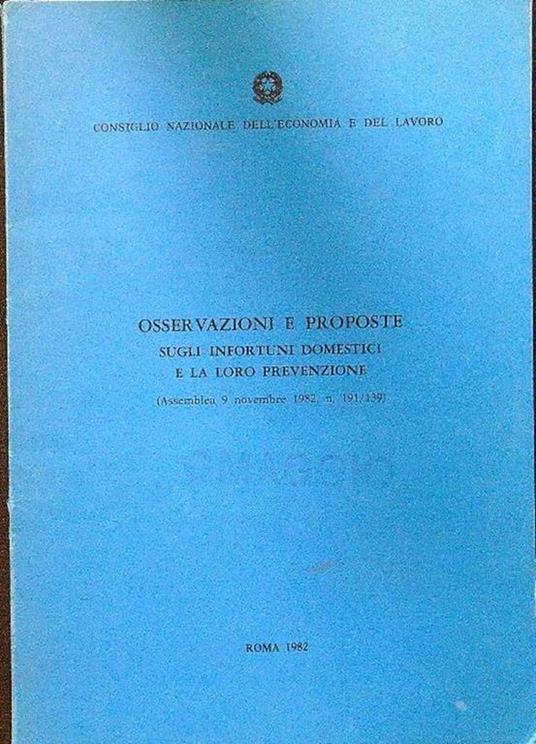 CONSIGLIO NAZIONALE DELL'ECONOMIA E DEL LAVORO
OSSERVAZIONI E PROPOSTE
SUGLI INFORTUNI DOMESTICI
E LA LORO PREVENZIONE
(Assemblea 9 novembre 1982, n. 191/139)
ROMA 1982